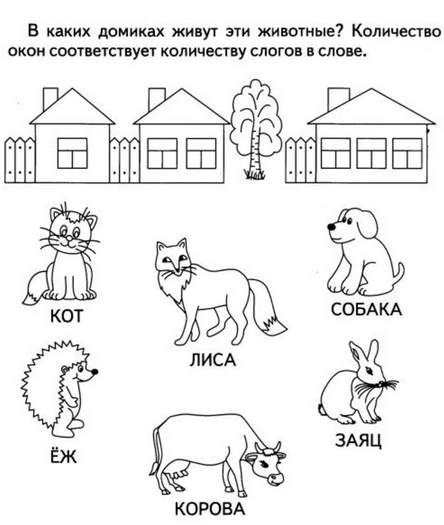 В каких домиках живут эти животные? Количество
окон соответствует количеству слогов в слове.
КОТ
ЛИСА
СОБАКА
ЁЖ
КОРОВА
ЗАЯЦ